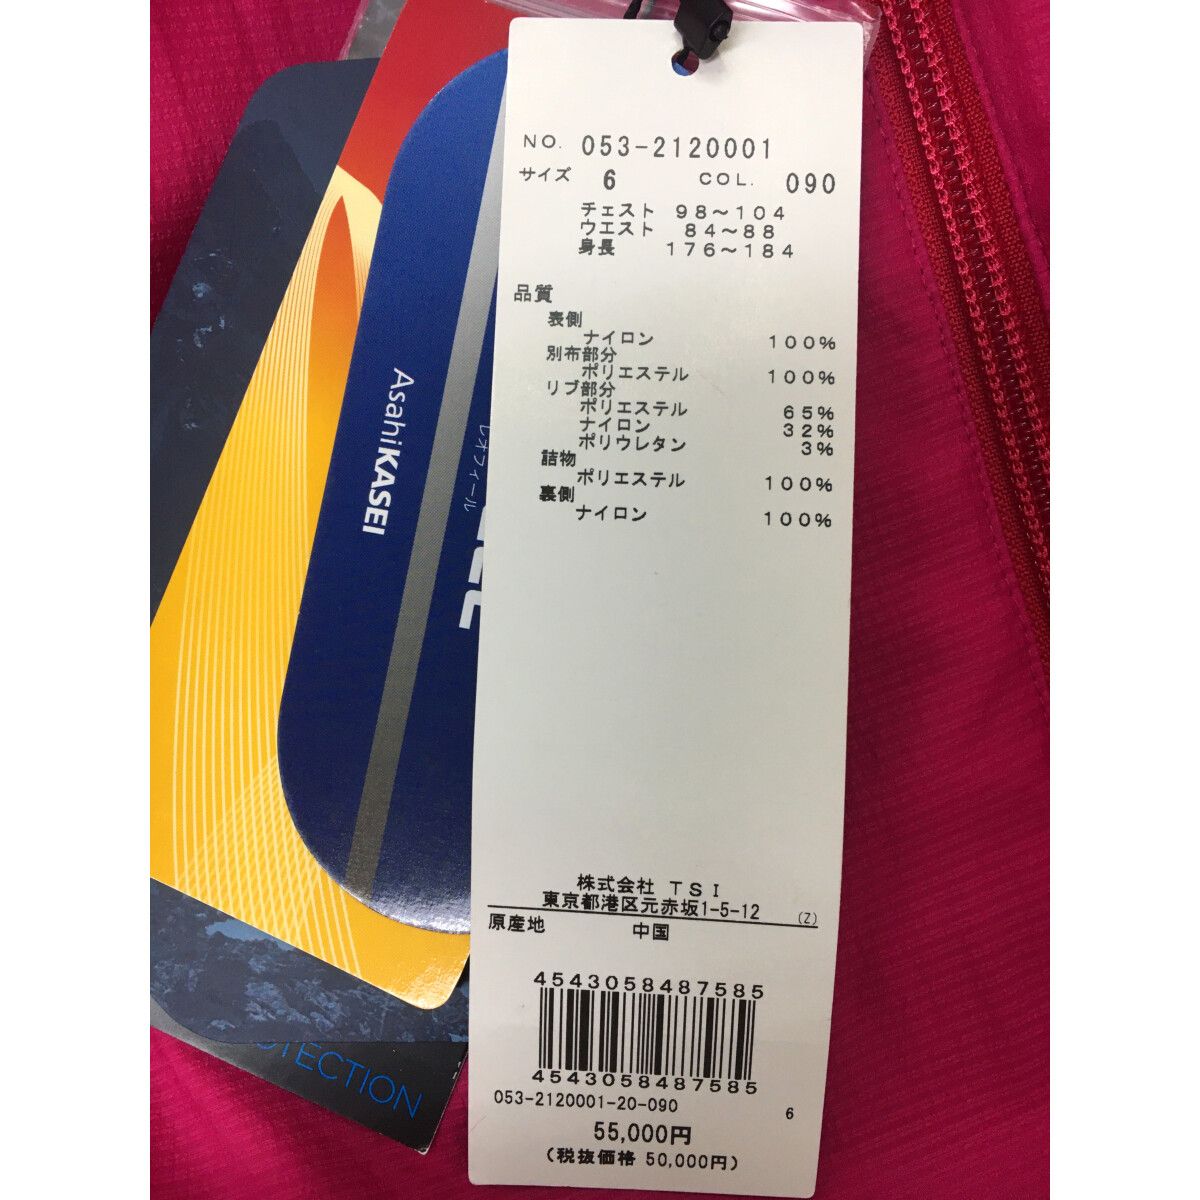 NO. 053-2120001
サイズ 6 COL. 090
チェスト 98～104
ウエスト 84～88
身長 176～184
品質
表側
ナイロン 100%
別布部分
ポリエステル 100%
リブ部分
ポリエステル 65%
ナイロン 32%
ポリウレタン 3%
詰物
ポリエステル 100%
裏側
ナイロン 100%
株式会社 TSI
東京都港区元赤坂1-5-12 (Z)
原産地 中国
4543058487585
4543058487585
053-2120001-20-090 6
55,000円
(税抜価格 50,000円)
AsahiKASEI
レオフィール